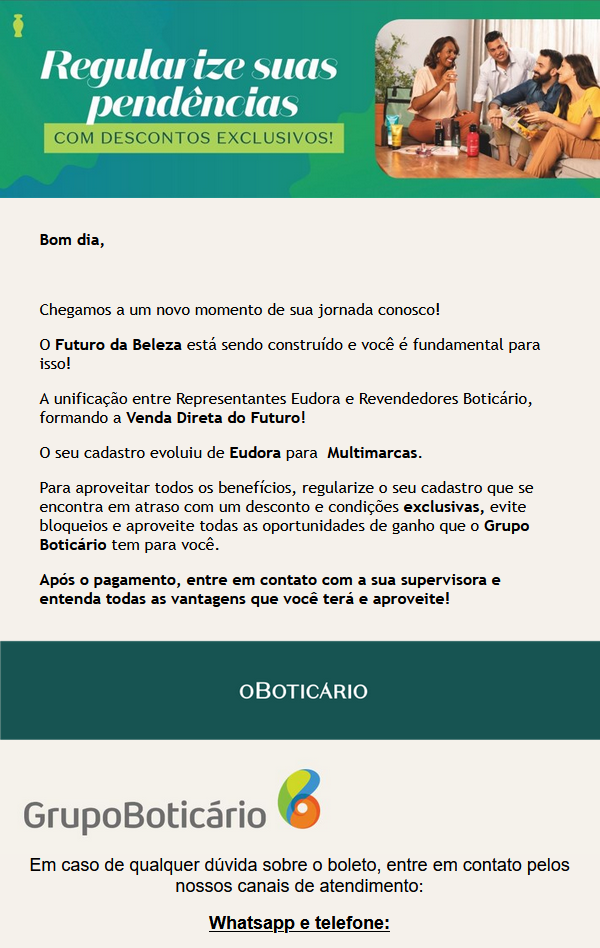 Regularize suas
pendências
COM DESCONTOS EXCLUSIVOS!
Bom dia,
Chegamos a um novo momento de sua jornada conosco!
O Futuro da Beleza está sendo construído e você é fundamental para
isso!
A unificação entre Representantes Eudora e Revendedores Boticário,
formando a Venda Direta do Futuro!
O seu cadastro evoluiu de Eudora para  Multimarcas.
Para aproveitar todos os benefícios, regularize o seu cadastro que se
encontra em atraso com um desconto e condições exclusivas, evite
bloqueios e aproveite todas as oportunidades de ganho que o Grupo
Boticário tem para você.
Após o pagamento, entre em contato com a sua supervisora e
entenda todas as vantagens que você terá e aproveite!
OBOTICÁRIO
GrupoBoticário
Em caso de qualquer dúvida sobre o boleto, entre em contato pelos
nossos canais de atendimento:
Whatsapp e telefone: